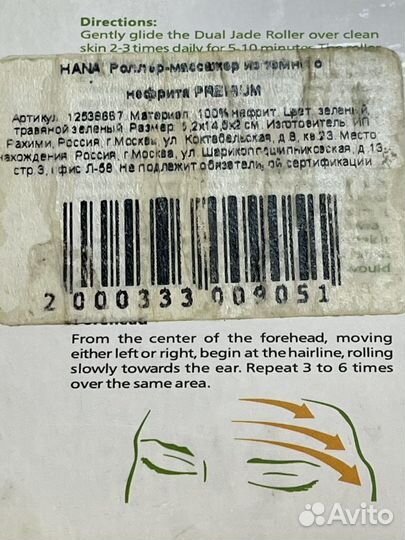 Directions:
Gently glide the Dual Jade Roller over clean
skin 2-3 times daily for 5-10 minutes. The roller
HANA Роллер-массажер из темного
нефрита PREMIUM
Артикул: 12538667 Материал: 100% нефрит. Цвет: зеленый,
травяной зеленый. Размер: 5,2х14,5х2 см. Изготовитель: ИП
Рахими, Россия, г.Москва, ул. Коктебельская, д.8, кв.23. Место
нахождения: Россия, г.Москва, ул. Шарикоподшипниковская, д.13,
стр.3, офис Л-58. Не подлежит обязательной сертификации
would
2 000333 009051
Forehead
From the center of the forehead, moving
either left or right, begin at the hairline, rolling
slowly towards the ear. Repeat 3 to 6 times
over the same area.
Avito